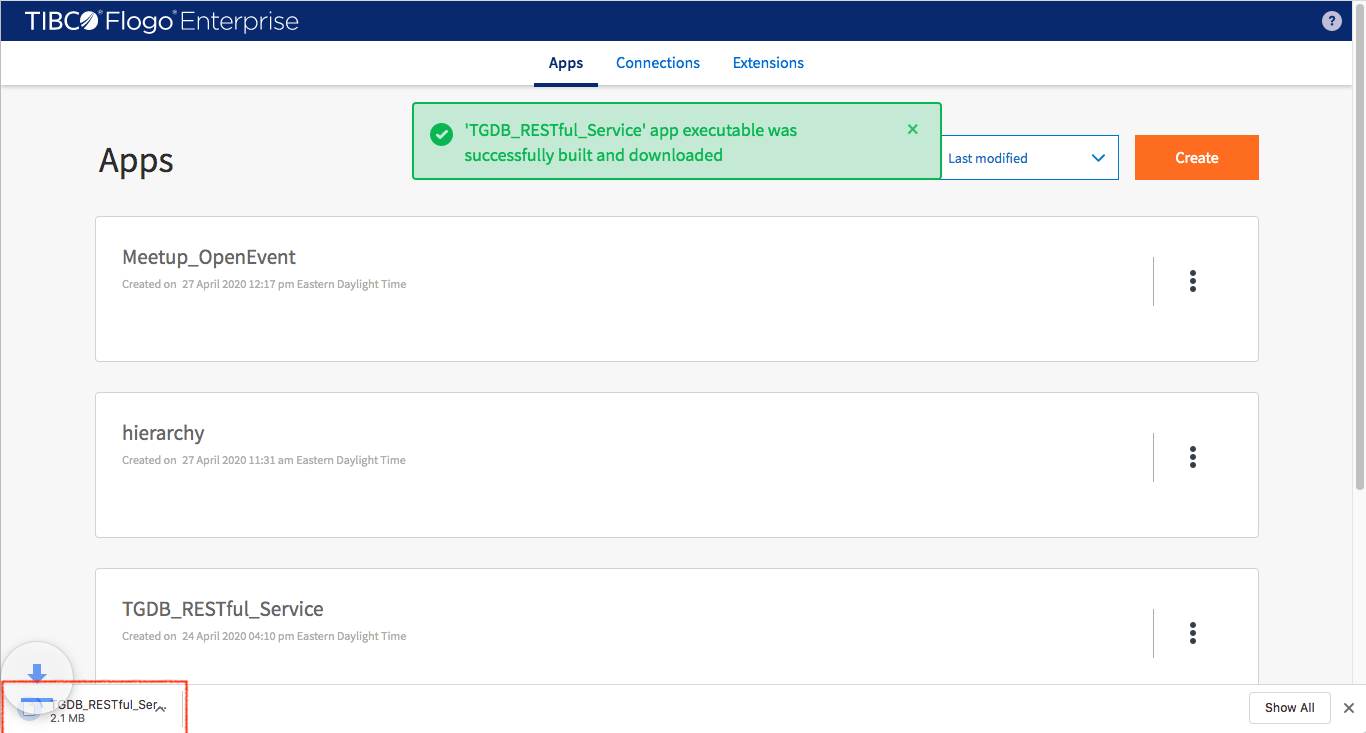 TIBCO® Flogo® Enterprise
?
Apps
Connections
Extensions
'TGDB_RESTful_Service' app executable was
successfully built and downloaded
Apps
Last modified
Create
Meetup_OpenEvent
Created on 27 April 2020 12:17 pm Eastern Daylight Time
hierarchy
Created on 27 April 2020 11:31 am Eastern Daylight Time
TGDB_RESTful_Service
Created on 24 April 2020 04:10 pm Eastern Daylight Time
TGDB_RESTful_Ser...
2.1 MB
Show All